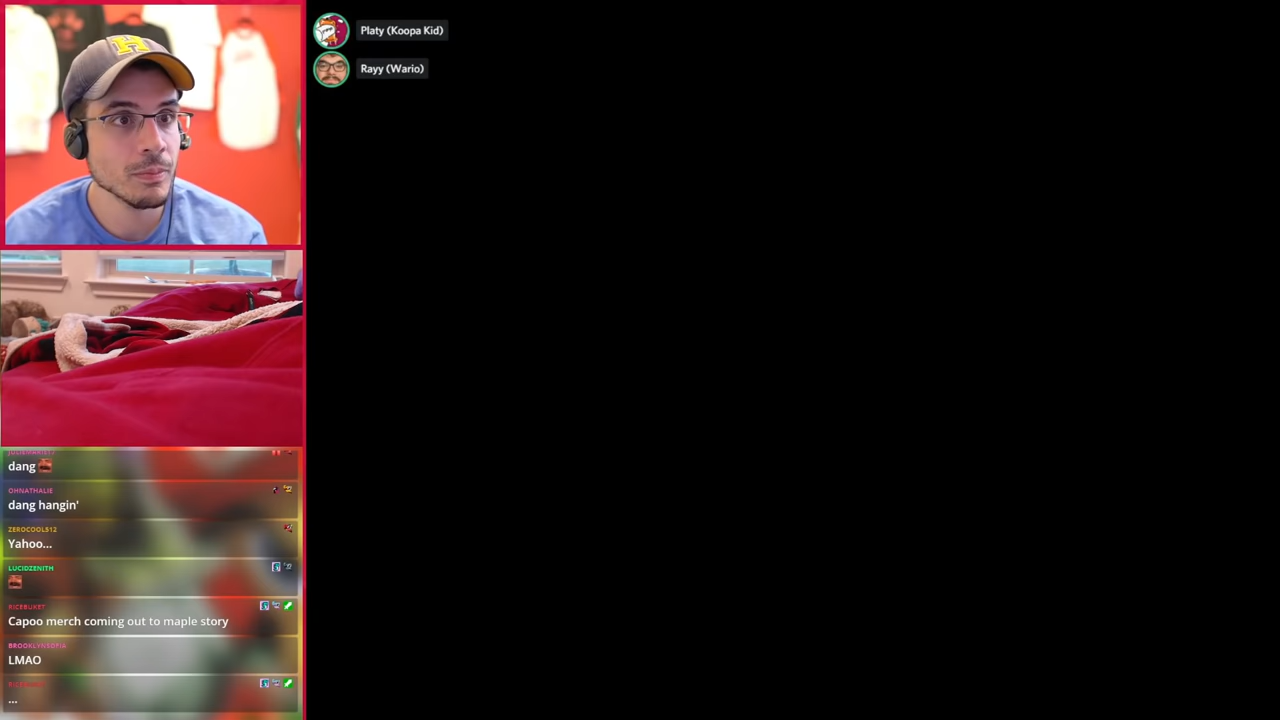 H
Platy (Koopa Kid)
Rayy (Wario)
dang
OHNATHALIE
dang hangin'
ZEROCOOL512
Yahoo...
LUCIDZENITH
RICEBUKET
Capoo merch coming out to maple story
BROOKLYNSOFIA
LMAO
...